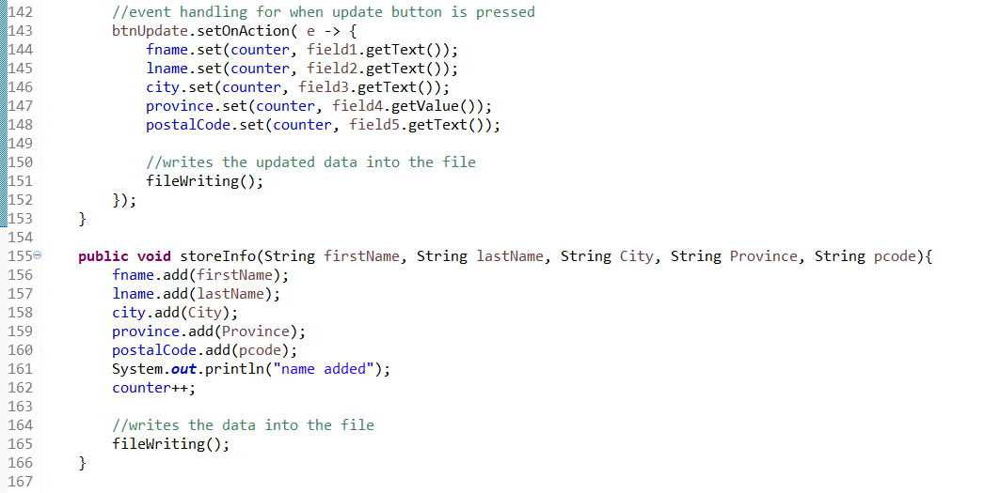 142         //event handling for when update button is pressed
143         btnUpdate.setOnAction( e -> {
144             fname.set(counter, field1.getText());
145             lname.set(counter, field2.getText());
146             city.set(counter, field3.getText());
147             province.set(counter, field4.getValue());
148             postalCode.set(counter, field5.getText());
149
150             //writes the updated data into the file
151             fileWriting();
152         });
153     }
154
155     public void storeInfo(String firstName, String lastName, String City, String Province, String pcode){
156         fname.add(firstName);
157         lname.add(lastName);
158         city.add(City);
159         province.add(Province);
160         postalCode.add(pcode);
161         System.out.println("name added");
162         counter++;
163
164         //writes the data into the file
165         fileWriting();
166     }
167